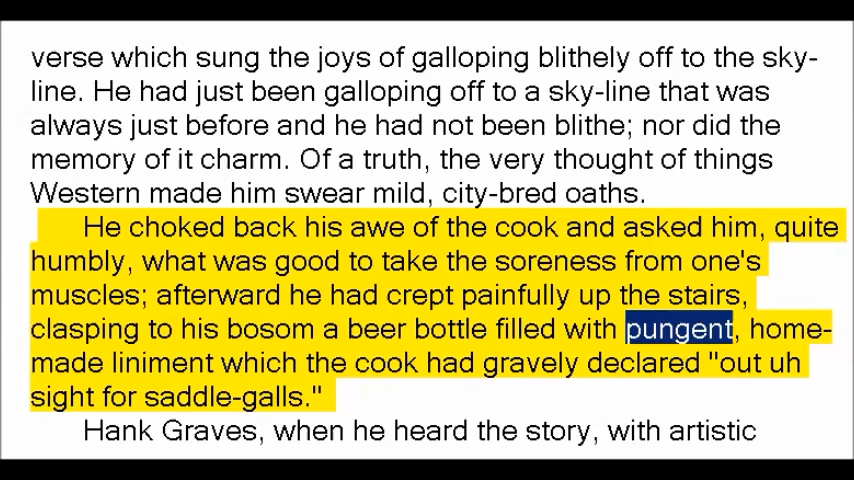 verse which sung the joys of galloping blithely off to the sky-
line. He had just been galloping off to a sky-line that was
always just before and he had not been blithe; nor did the
memory of it charm. Of a truth, the very thought of things
Western made him swear mild, city-bred oaths.
He choked back his awe of the cook and asked him, quite
humbly, what was good to take the soreness from one's
muscles; afterward he had crept painfully up the stairs,
clasping to his bosom a beer bottle filled with pungent, home-
made liniment which the cook had gravely declared "out uh
sight for saddle-galls."
Hank Graves, when he heard the story, with artistic